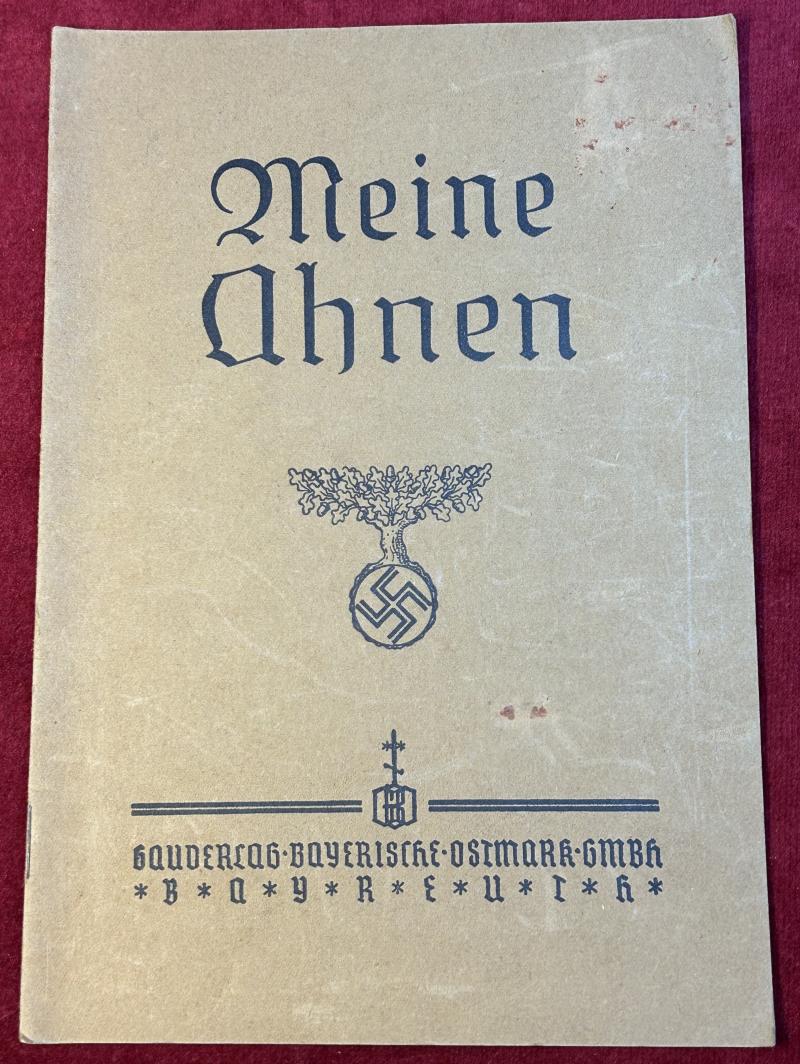 Meine
Ahnen
GAUVERLAG·BAYERISCHE·OSTMARK·GMBH
*B*A*Y*R*E*U*T*H*